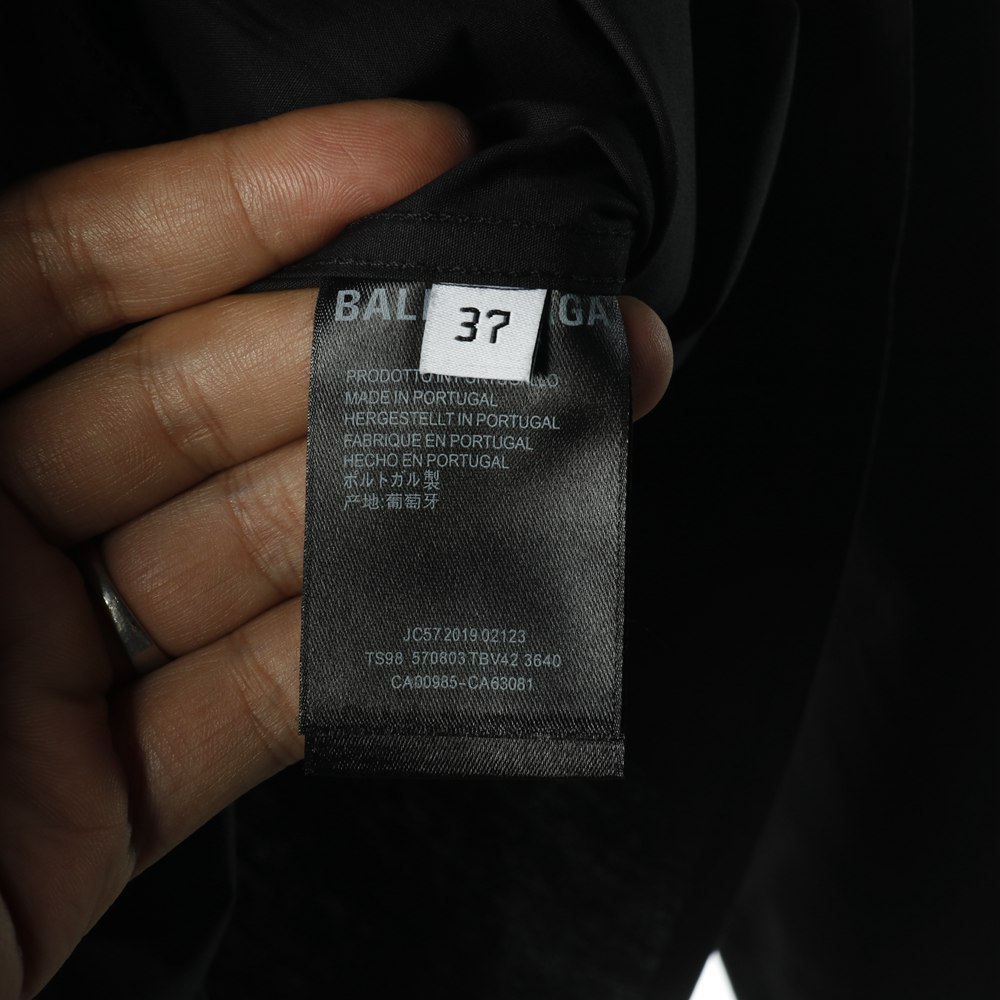 BAL GA
37
PRODOTTO IN PORTOGALLO
MADE IN PORTUGAL
HERGESTELLT IN PORTUGAL
FABRIQUE EN PORTUGAL
HECHO EN PORTUGAL
ポルトガル製
产地:葡萄牙
JC57 2019 02123
TS98 570803 TBV42 3640
CA00985-CA63081